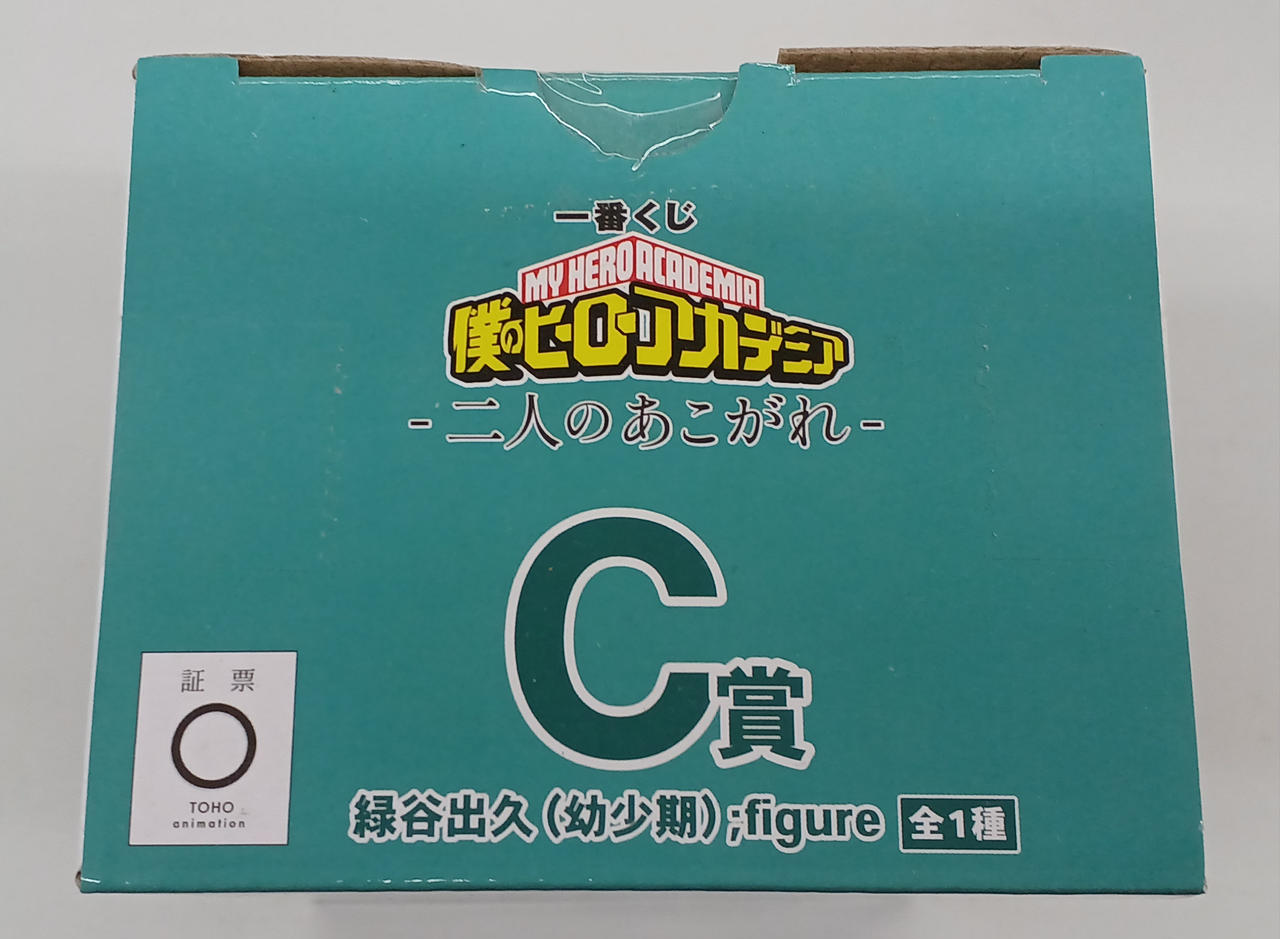 一番くじ
MY HERO ACADEMIA
僕のヒーローアカデミア
-二人のあこがれ-
C賞
緑谷出久(幼少期);figure 全1種
証票
TOHO
animation